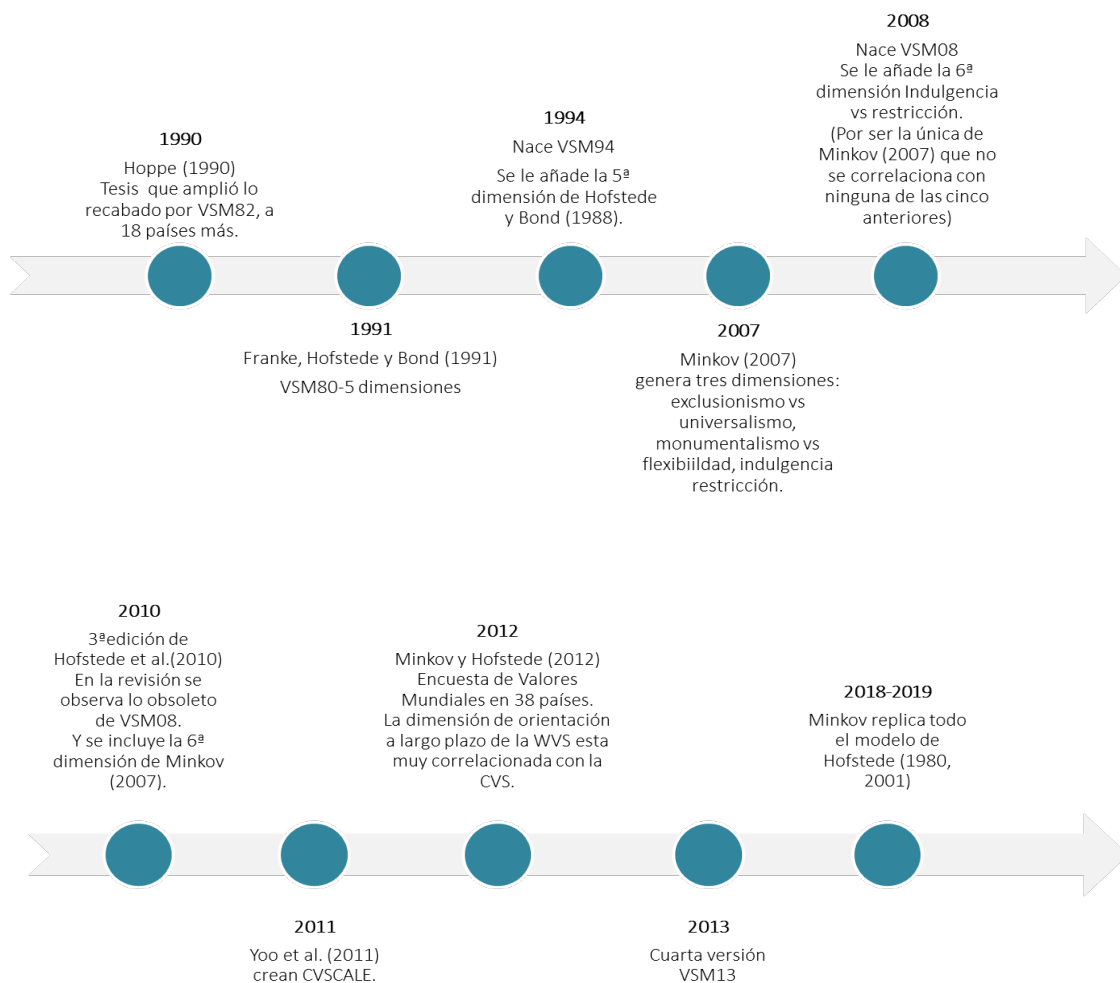 1990
Hoppe (1990)
Tesis que amplió lo
recabado por VSM82, a
18 países más.
1991
Franke, Hofstede y Bond (1991)
VSM80-5 dimensiones
1994
Nace VSM94
Se le añade la 5ª
dimensión de Hofstede
y Bond (1988).
2007
Minkov (2007)
genera tres dimensiones:
exclusionismo vs
universalismo,
monumentalismo vs
flexibiildad, indulgencia
restricción.
2008
Nace VSM08
Se le añade la 6ª
dimensión Indulgencia
vs restricción.
(Por ser la única de
Minkov (2007) que no
se correlaciona con
ninguna de las cinco
anteriores)
2010
3ªedición de
Hofstede et al.(2010)
En la revisión se
observa lo obsoleto
de VSM08.
Y se incluye la 6ª
dimensión de Minkov
(2007).
2011
Yoo et al. (2011)
crean CVSCALE.
2012
Minkov y Hofstede (2012)
Encuesta de Valores
Mundiales en 38 países.
La dimensión de orientación
a largo plazo de la WVS esta
muy correlacionada con la
CVS.
2013
Cuarta versión
VSM13
2018-2019
Minkov replica todo
el modelo de
Hofstede (1980,
2001)